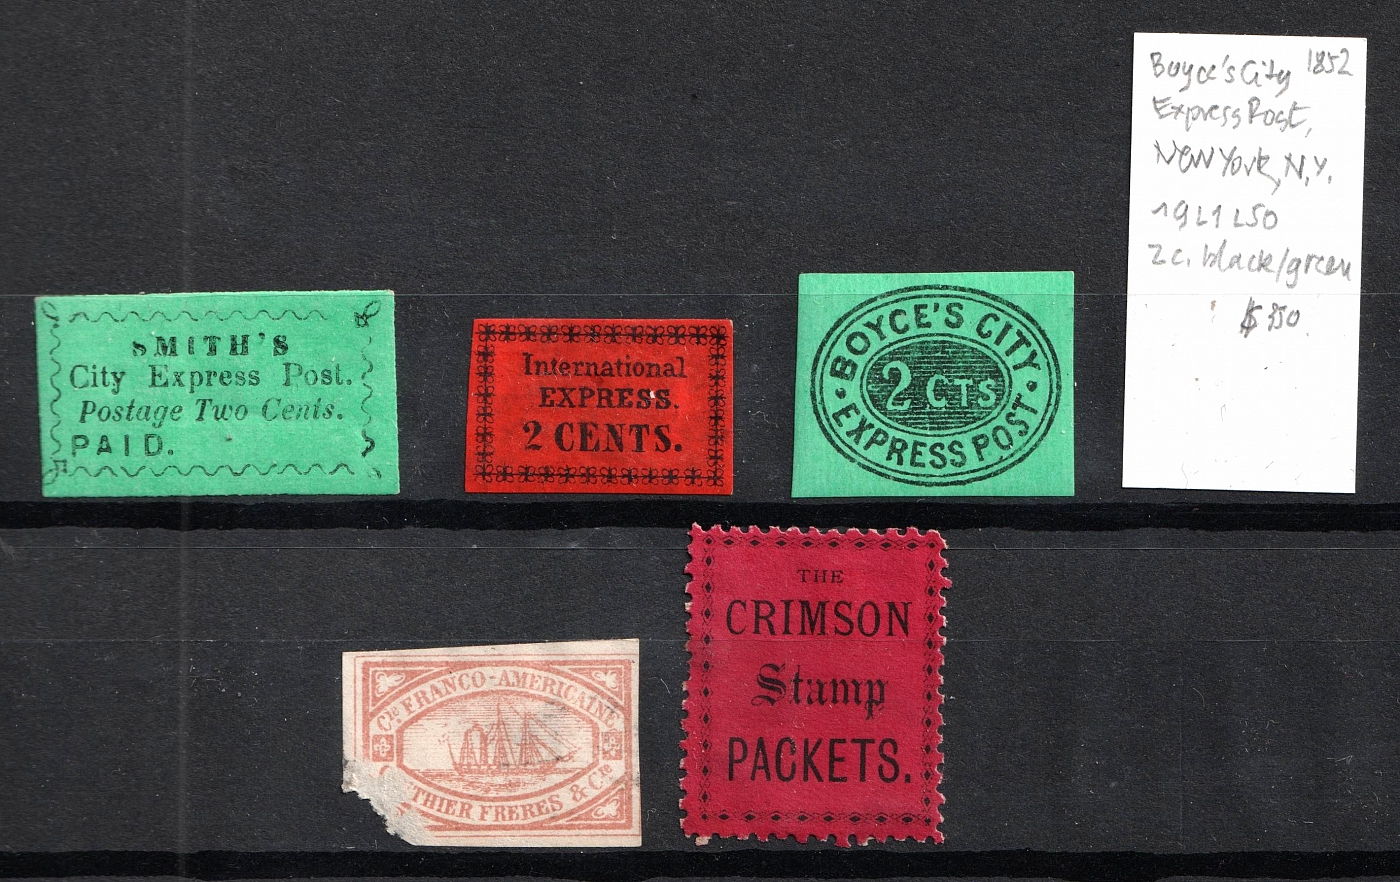 SMITH'S
City Express Post.
Postage Two Cents.
PAID.
International
EXPRESS.
2 CENTS.
BOYCE'S CITY
2 CTS
EXPRESS POST
Boyce's City 1852
Express Post,
New York, N.Y.
19L1 L50
2c. black/green
Cie FRANCO-AMERICAINE
THIER FRERES & Cie
THE
CRIMSON
Stamp
PACKETS.